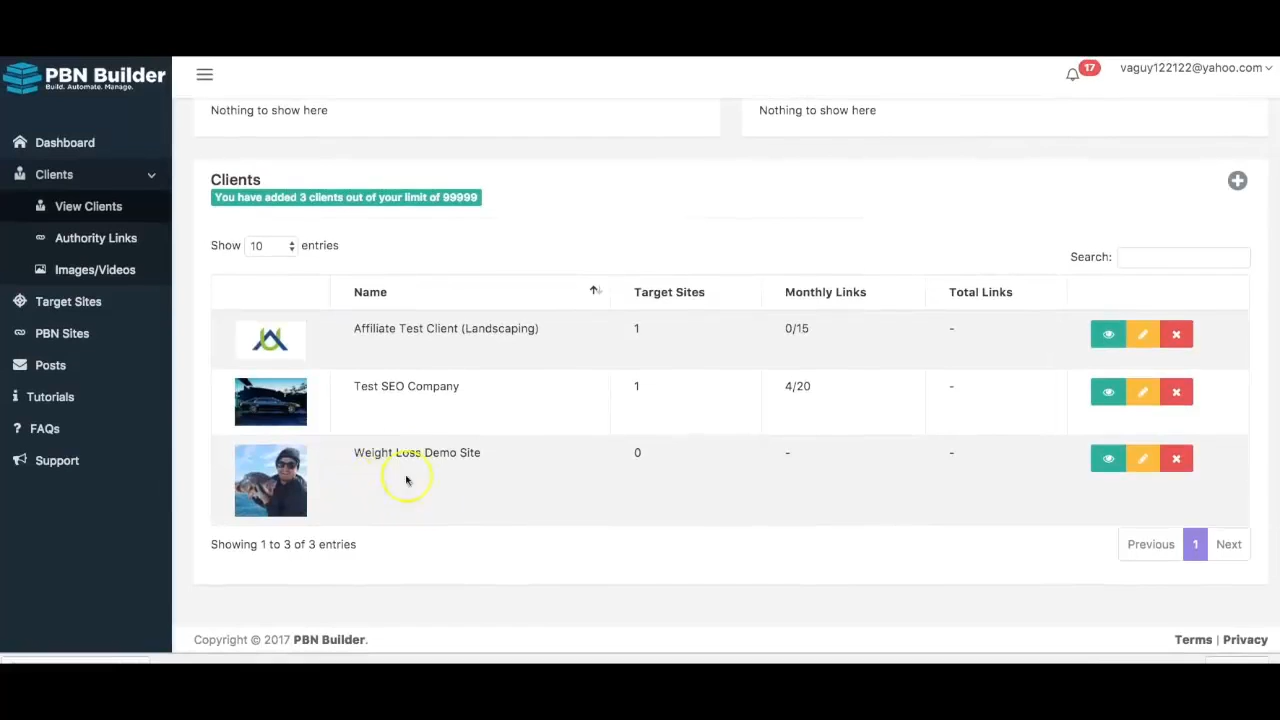 PBN Builder
Build. Automate. Manage.
17
vaguy122122@yahoo.com
Dashboard
Clients
View Clients
Authority Links
Images/Videos
Target Sites
PBN Sites
Posts
Tutorials
FAQs
Support
Nothing to show here
Nothing to show here
Clients
You have added 3 clients out of your limit of 99999
Show 10 entries
Search:
Name Target Sites Monthly Links Total Links
Affiliate Test Client (Landscaping) 1 0/15 -
Test SEO Company 1 4/20 -
Weight Loss Demo Site 0 - -
Showing 1 to 3 of 3 entries
Previous 1 Next
Copyright © 2017 PBN Builder.
Terms | Privacy